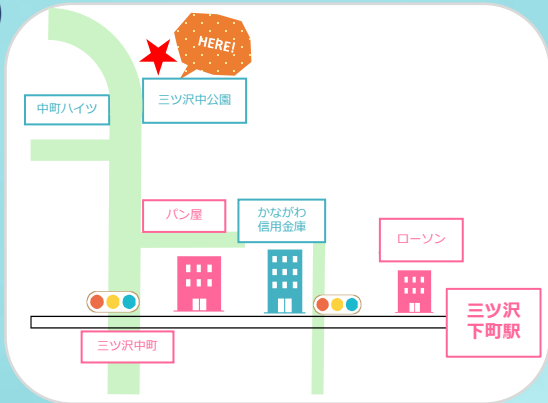 HERE!
三ツ沢中公園
中町ハイツ
パン屋
かながわ
信用金庫
ローソン
三ツ沢
下町駅
三ツ沢中町